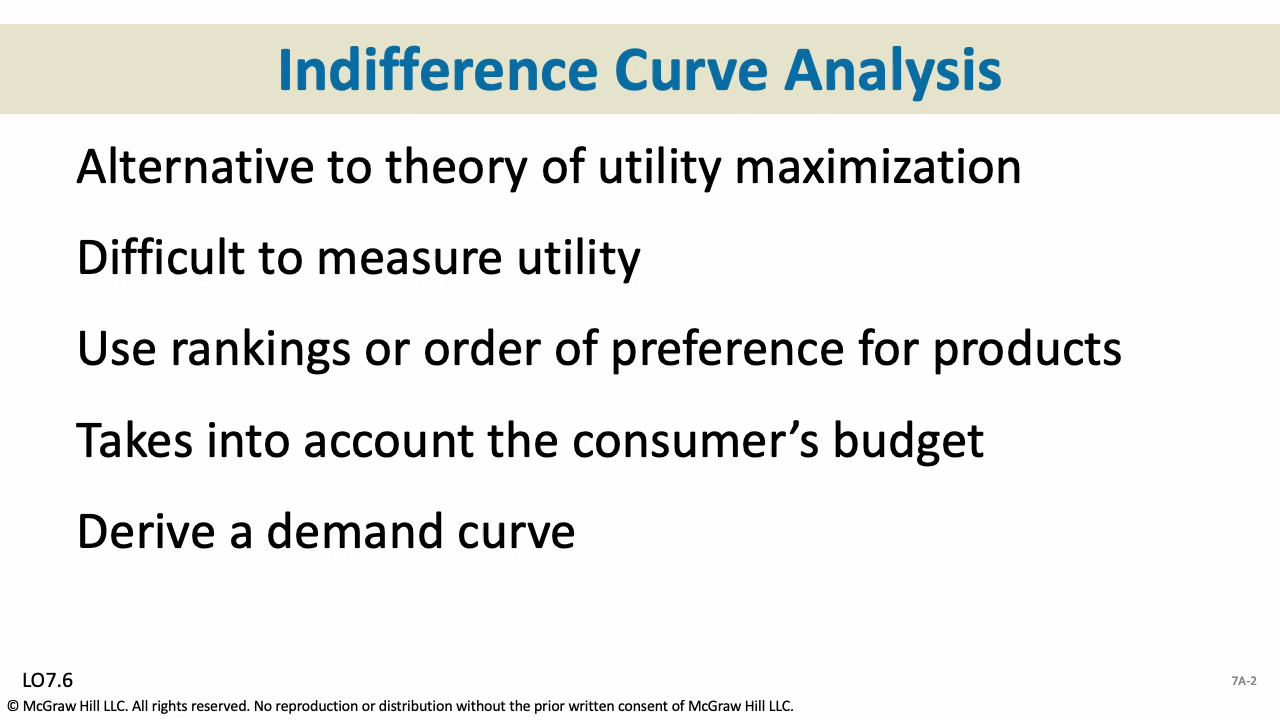 Indifference Curve Analysis
Alternative to theory of utility maximization
Difficult to measure utility
Use rankings or order of preference for products
Takes into account the consumer’s budget
Derive a demand curve
LO7.6
7A-2
© McGraw Hill LLC. All rights reserved. No reproduction or distribution without the prior written consent of McGraw Hill LLC.